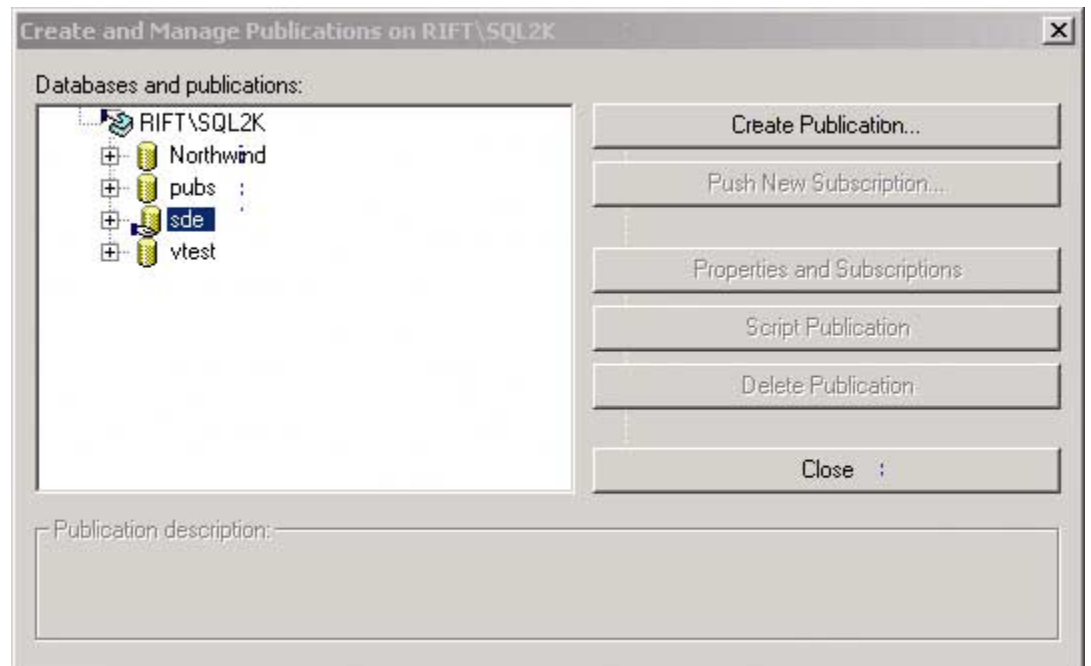 Create and Manage Publications on RIFT\SQL2K
Databases and publications:
RIFT\SQL2K
Northwind
pubs
sde
vtest
Create Publication...
Push New Subscription...
Properties and Subscriptions
Script Publication
Delete Publication
Close
Publication description: